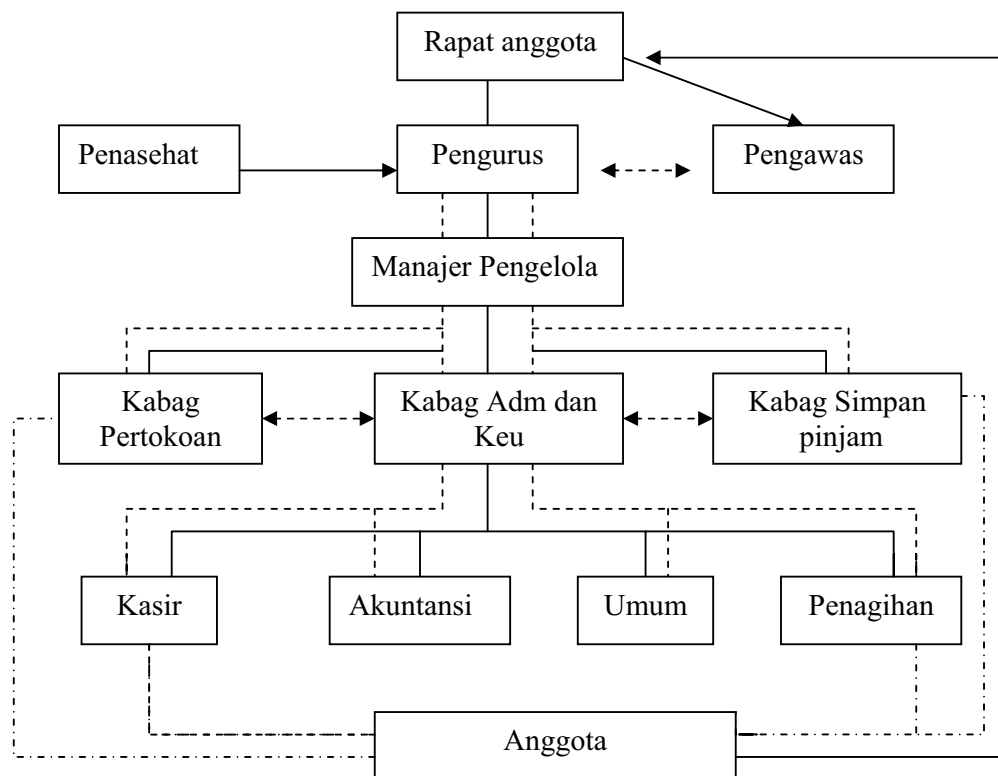 Rapat anggota
Penasehat
Pengurus
Pengawas
Manajer Pengelola
Kabag
Pertokoan
Kabag Adm dan
Keu
Kabag Simpan
pinjam
Kasir
Akuntansi
Umum
Penagihan
Anggota